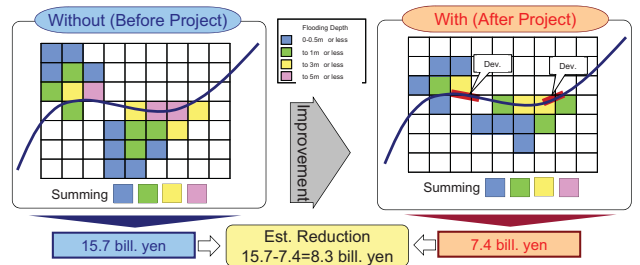 Without (Before Project)
With (After Project)
Flooding Depth
0-0.5m or less
to 1m or less
to 3m or less
to 5m or less
Dev.
Dev.
Improvement
Summing
Summing
15.7 bill. yen
Est. Reduction
15.7-7.4=8.3 bill. yen
7.4 bill. yen